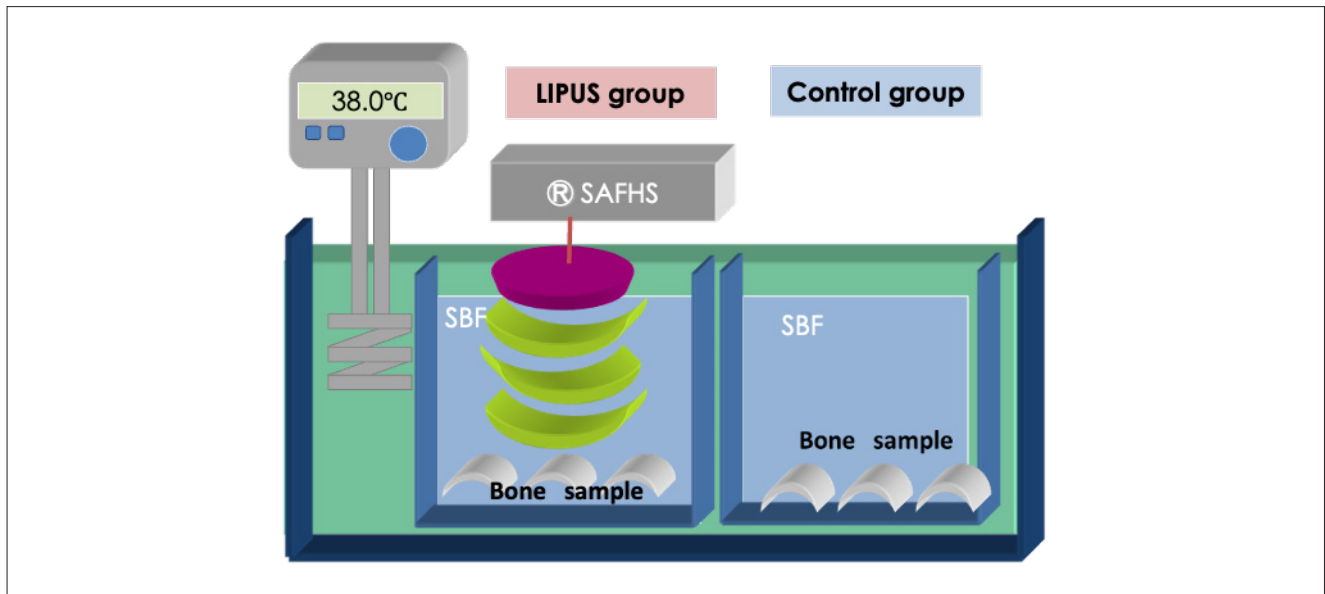 38.0℃
LIPUS group
Control group
® SAFHS
SBF
SBF
Bone sample
Bone sample